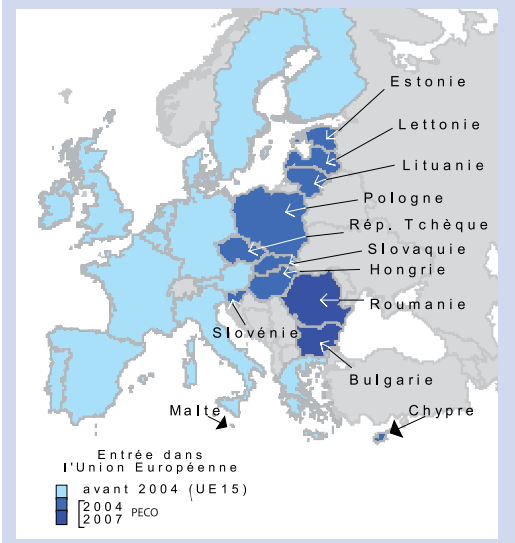 Estonie
Lettonie
Lituanie
Pologne
Rép. Tchèque
Slovaquie
Hongrie
Roumanie
Slovénie
Bulgarie
Malte
Chypre
Entrée dans
l'Union Européenne
avant 2004 (UE15)
2004 PECO
2007